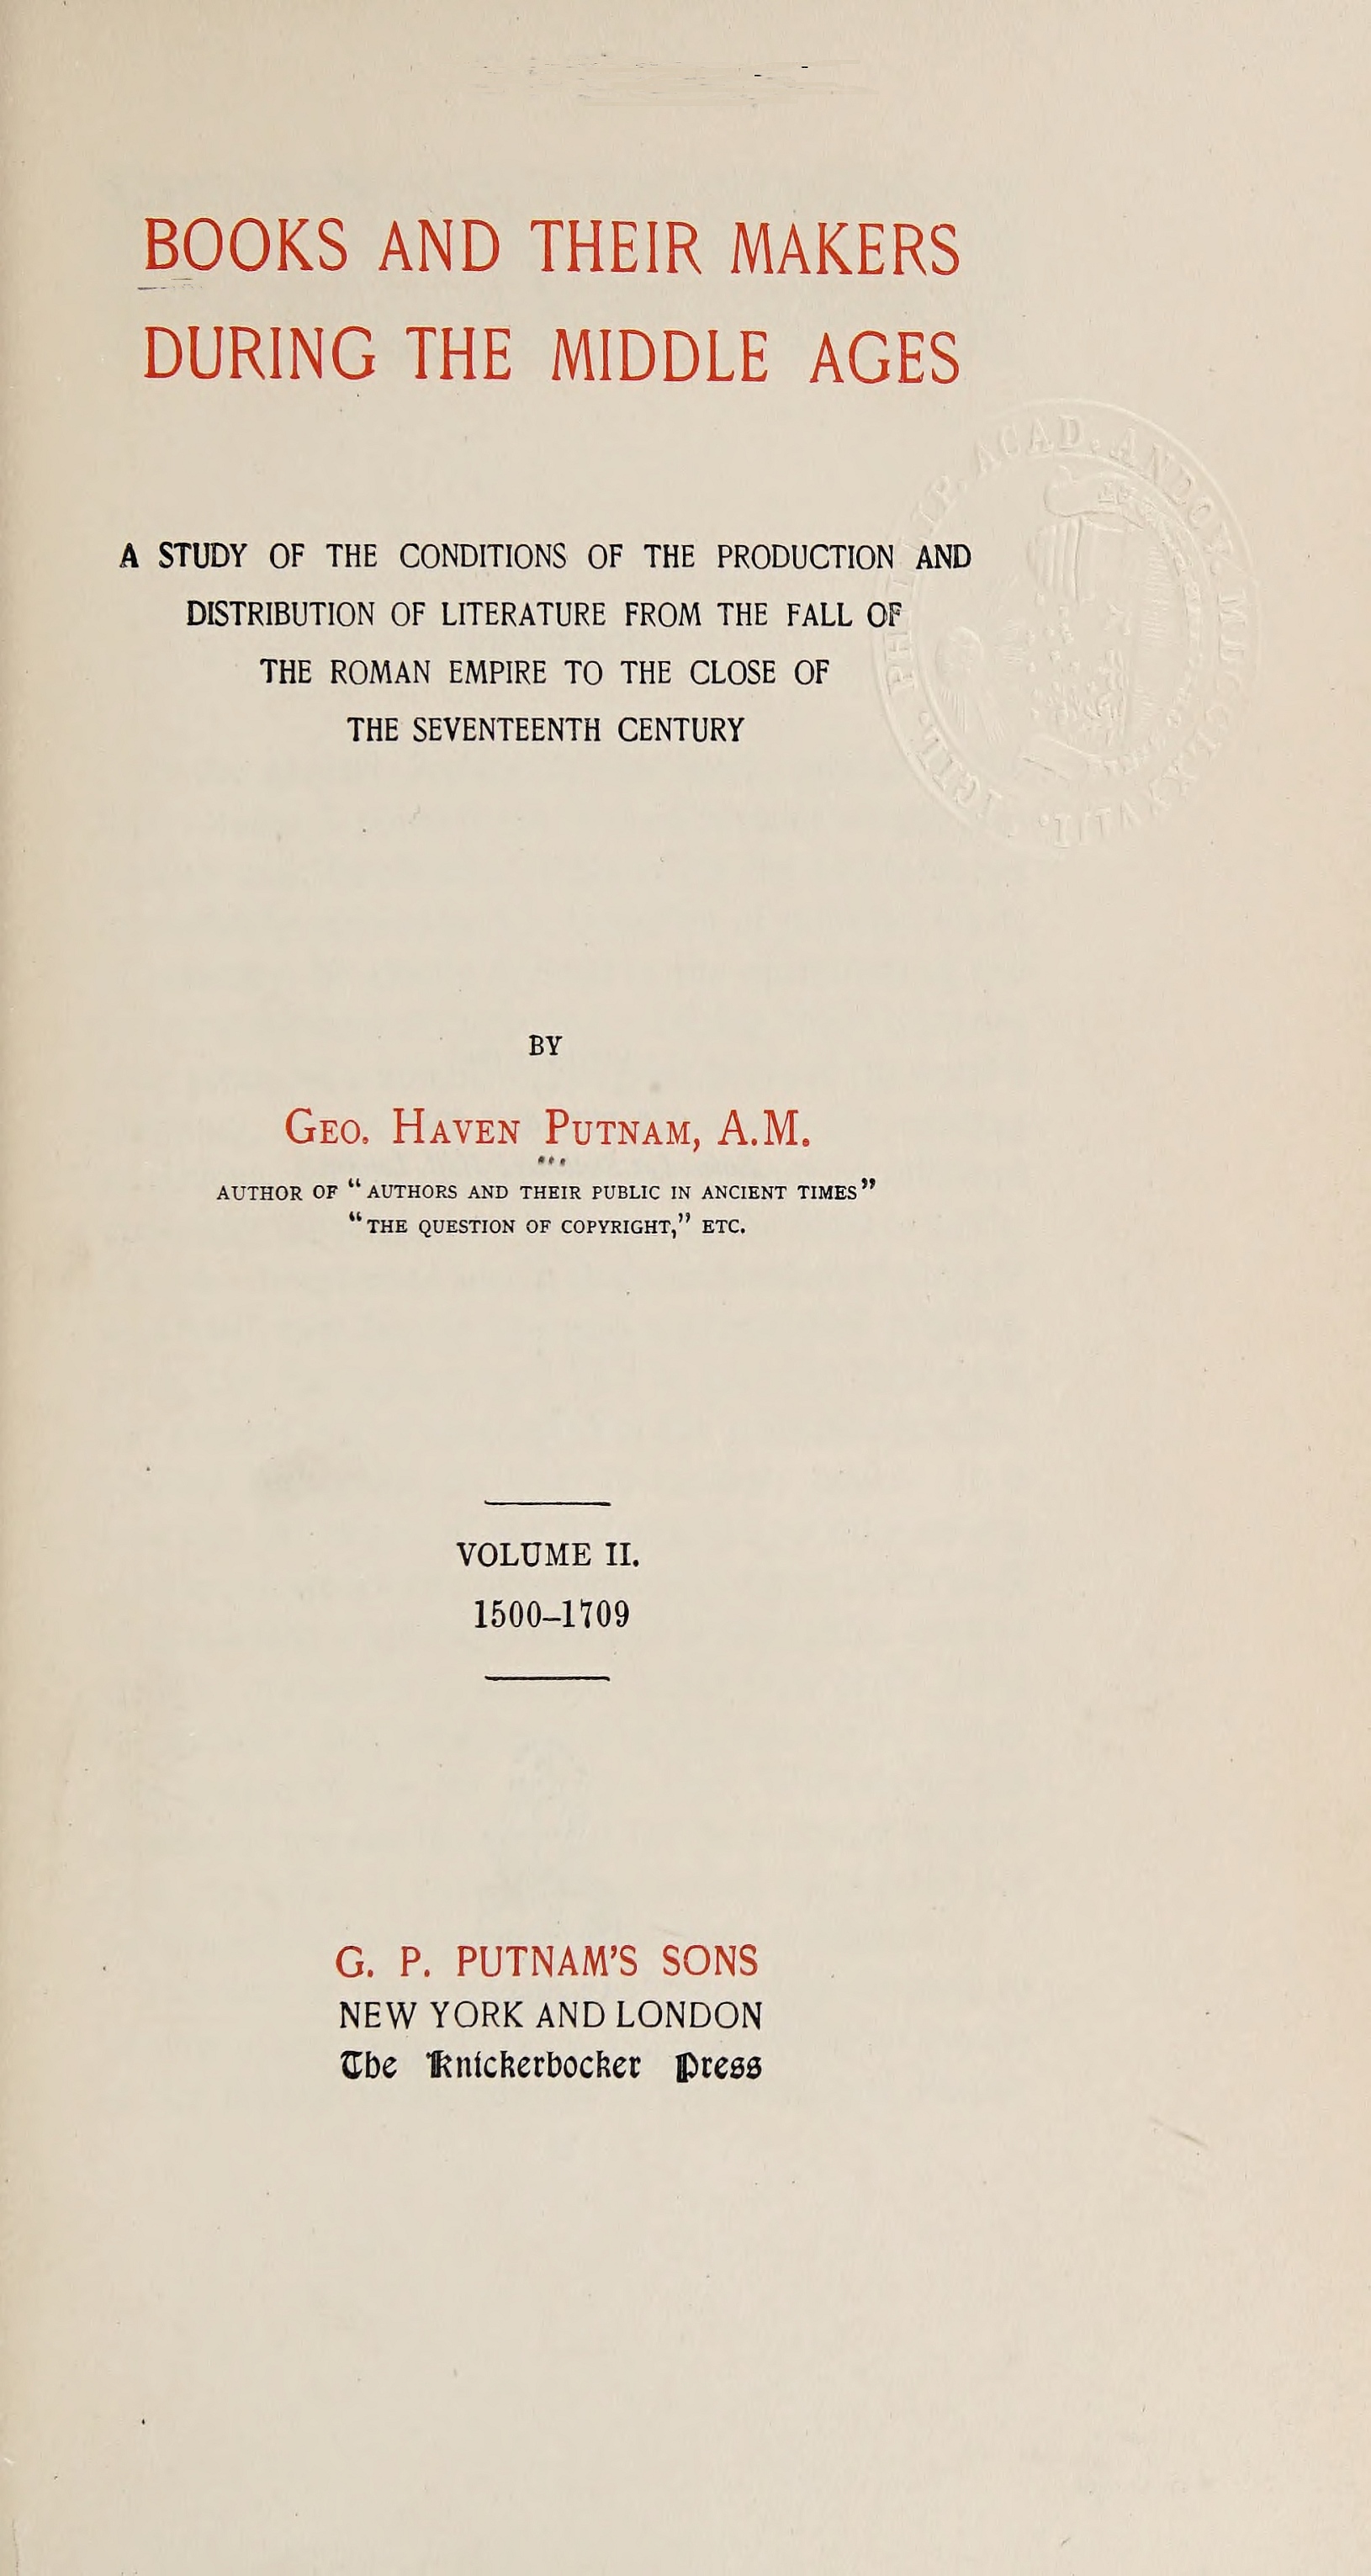 BOOKS AND THEIR MAKERS
DURING THE MIDDLE AGES
A STUDY OF THE CONDITIONS OF THE PRODUCTION AND
DISTRIBUTION OF LITERATURE FROM THE FALL OF
THE ROMAN EMPIRE TO THE CLOSE OF
THE SEVENTEENTH CENTURY
BY
GEO. HAVEN PUTNAM, A.M.
AUTHOR OF “AUTHORS AND THEIR PUBLIC IN ANCIENT TIMES”
“THE QUESTION OF COPYRIGHT,” ETC.
VOLUME II.
1500–1709
G. P. PUTNAM’S SONS
NEW YORK AND LONDON
The Knickerbocker Press
ACAD. ANDOV.